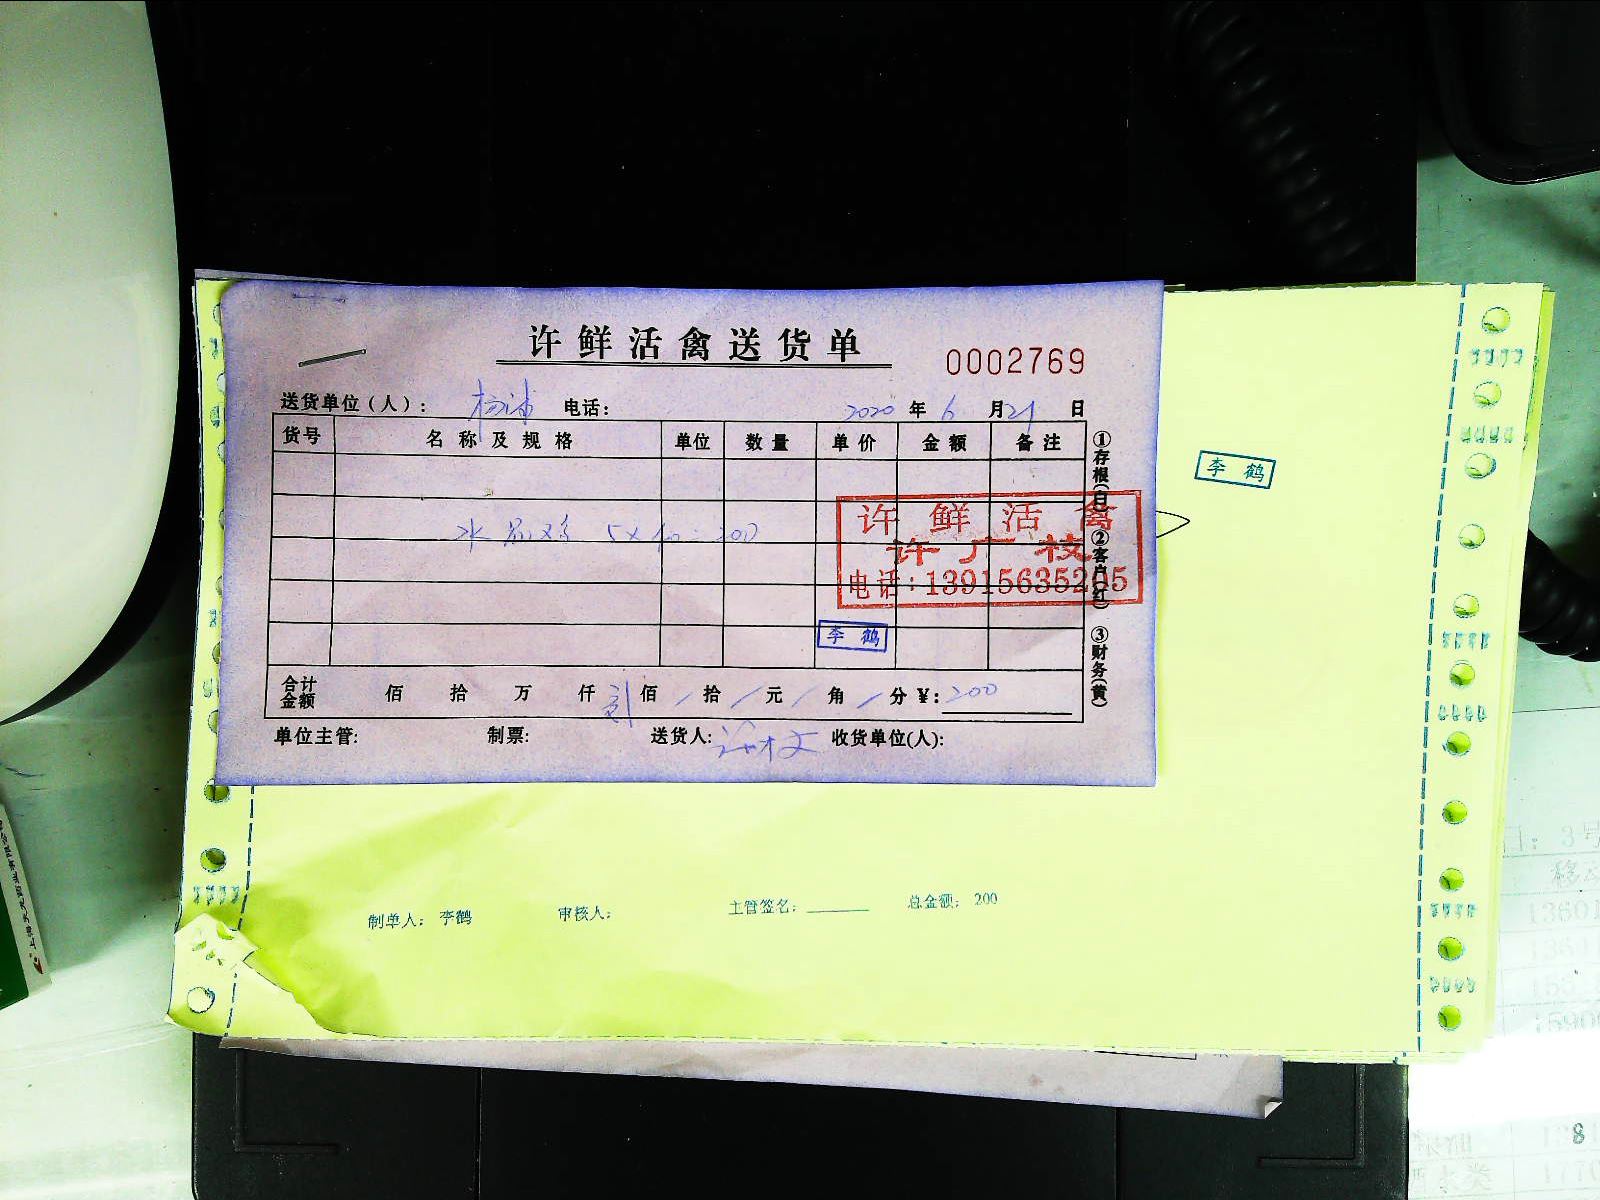 许鲜活禽送货单
0002769
送货单位（人）： 电话： 2020 年 6 月 21 日
货号 名称及规格 单位 数量 单价 金额 备注
5×40=200
许 鲜 活 禽
许广校
电话：13915635205
李 鹤
李 鹤
合计金额 佰 拾 万 仟 贰佰 / 拾 / 元 / 角 / 分 ¥：200
单位主管： 制票： 送货人： 收货单位(人)：
①存根(白) ②客户(红) ③财务(黄)
制单人： 李鹤 审核人： 主管签名：______ 总金额： 200